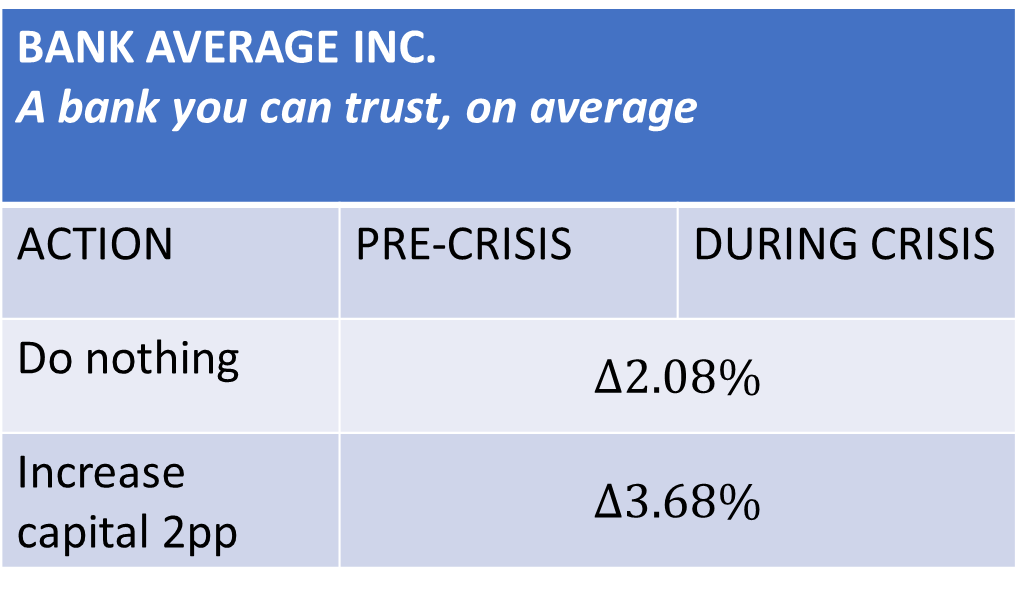 BANK AVERAGE INC.
A bank you can trust, on average
ACTION
PRE-CRISIS
DURING CRISIS
Do nothing
Δ2.08%
Increase
capital 2pp
Δ3.68%